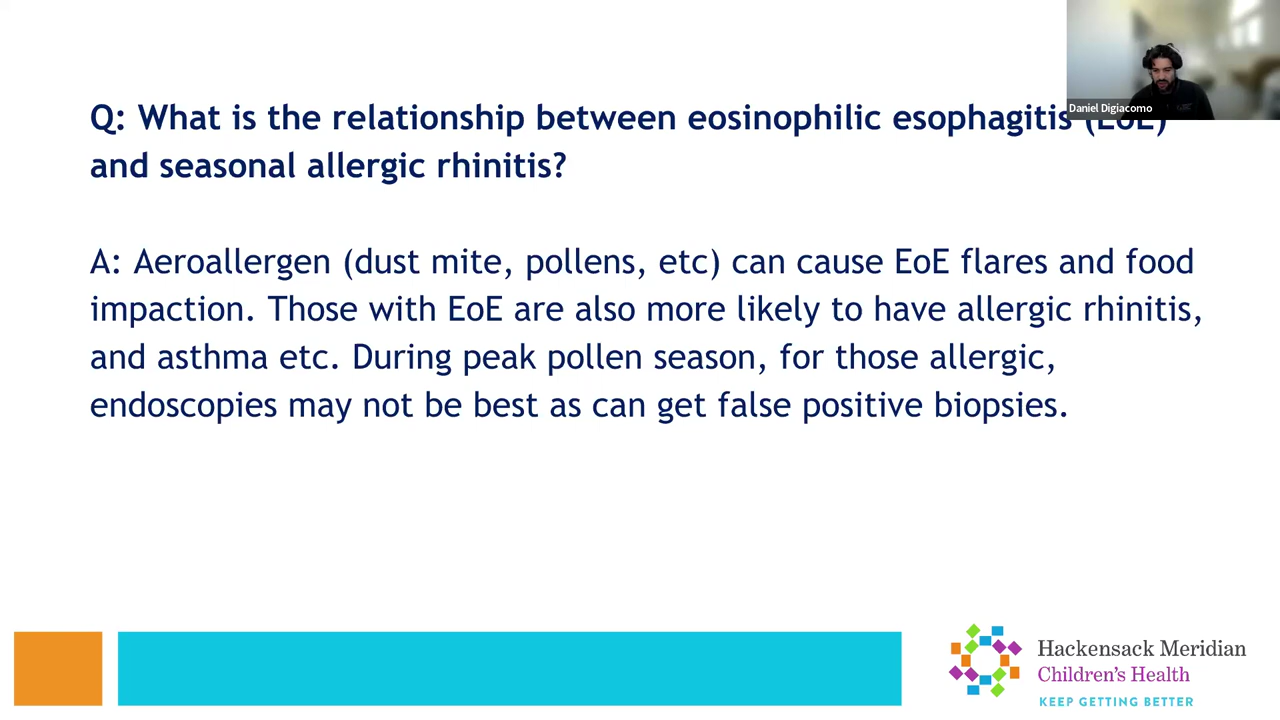 Daniel Digiacomo
Q: What is the relationship between eosinophilic esophagitis (EoE)
and seasonal allergic rhinitis?
A: Aeroallergen (dust mite, pollens, etc) can cause EoE flares and food
impaction. Those with EoE are also more likely to have allergic rhinitis,
and asthma etc. During peak pollen season, for those allergic,
endoscopies may not be best as can get false positive biopsies.
Hackensack Meridian
Children's Health
KEEP GETTING BETTER